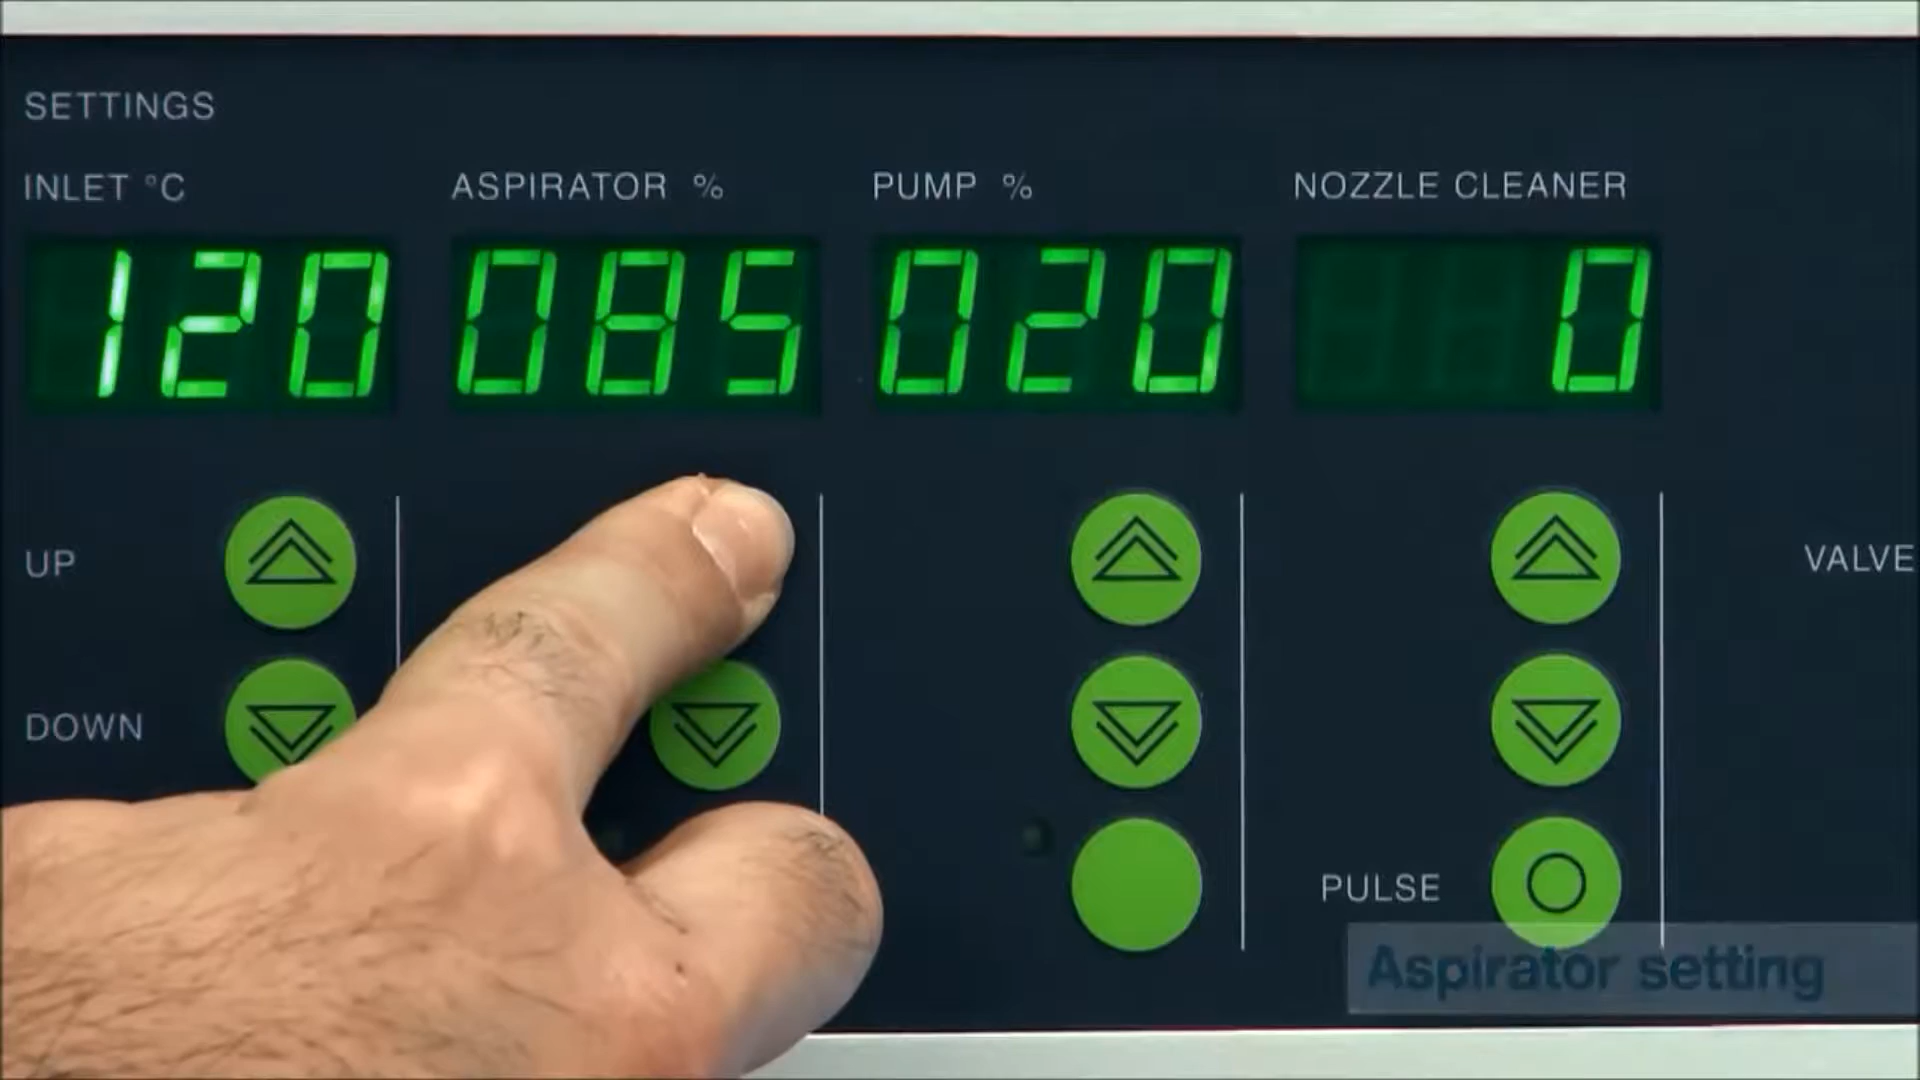 SETTINGS
INLET °C
ASPIRATOR %
PUMP %
NOZZLE CLEANER
120
085
020
0
UP
VALVE
DOWN
PULSE
Aspirator setting